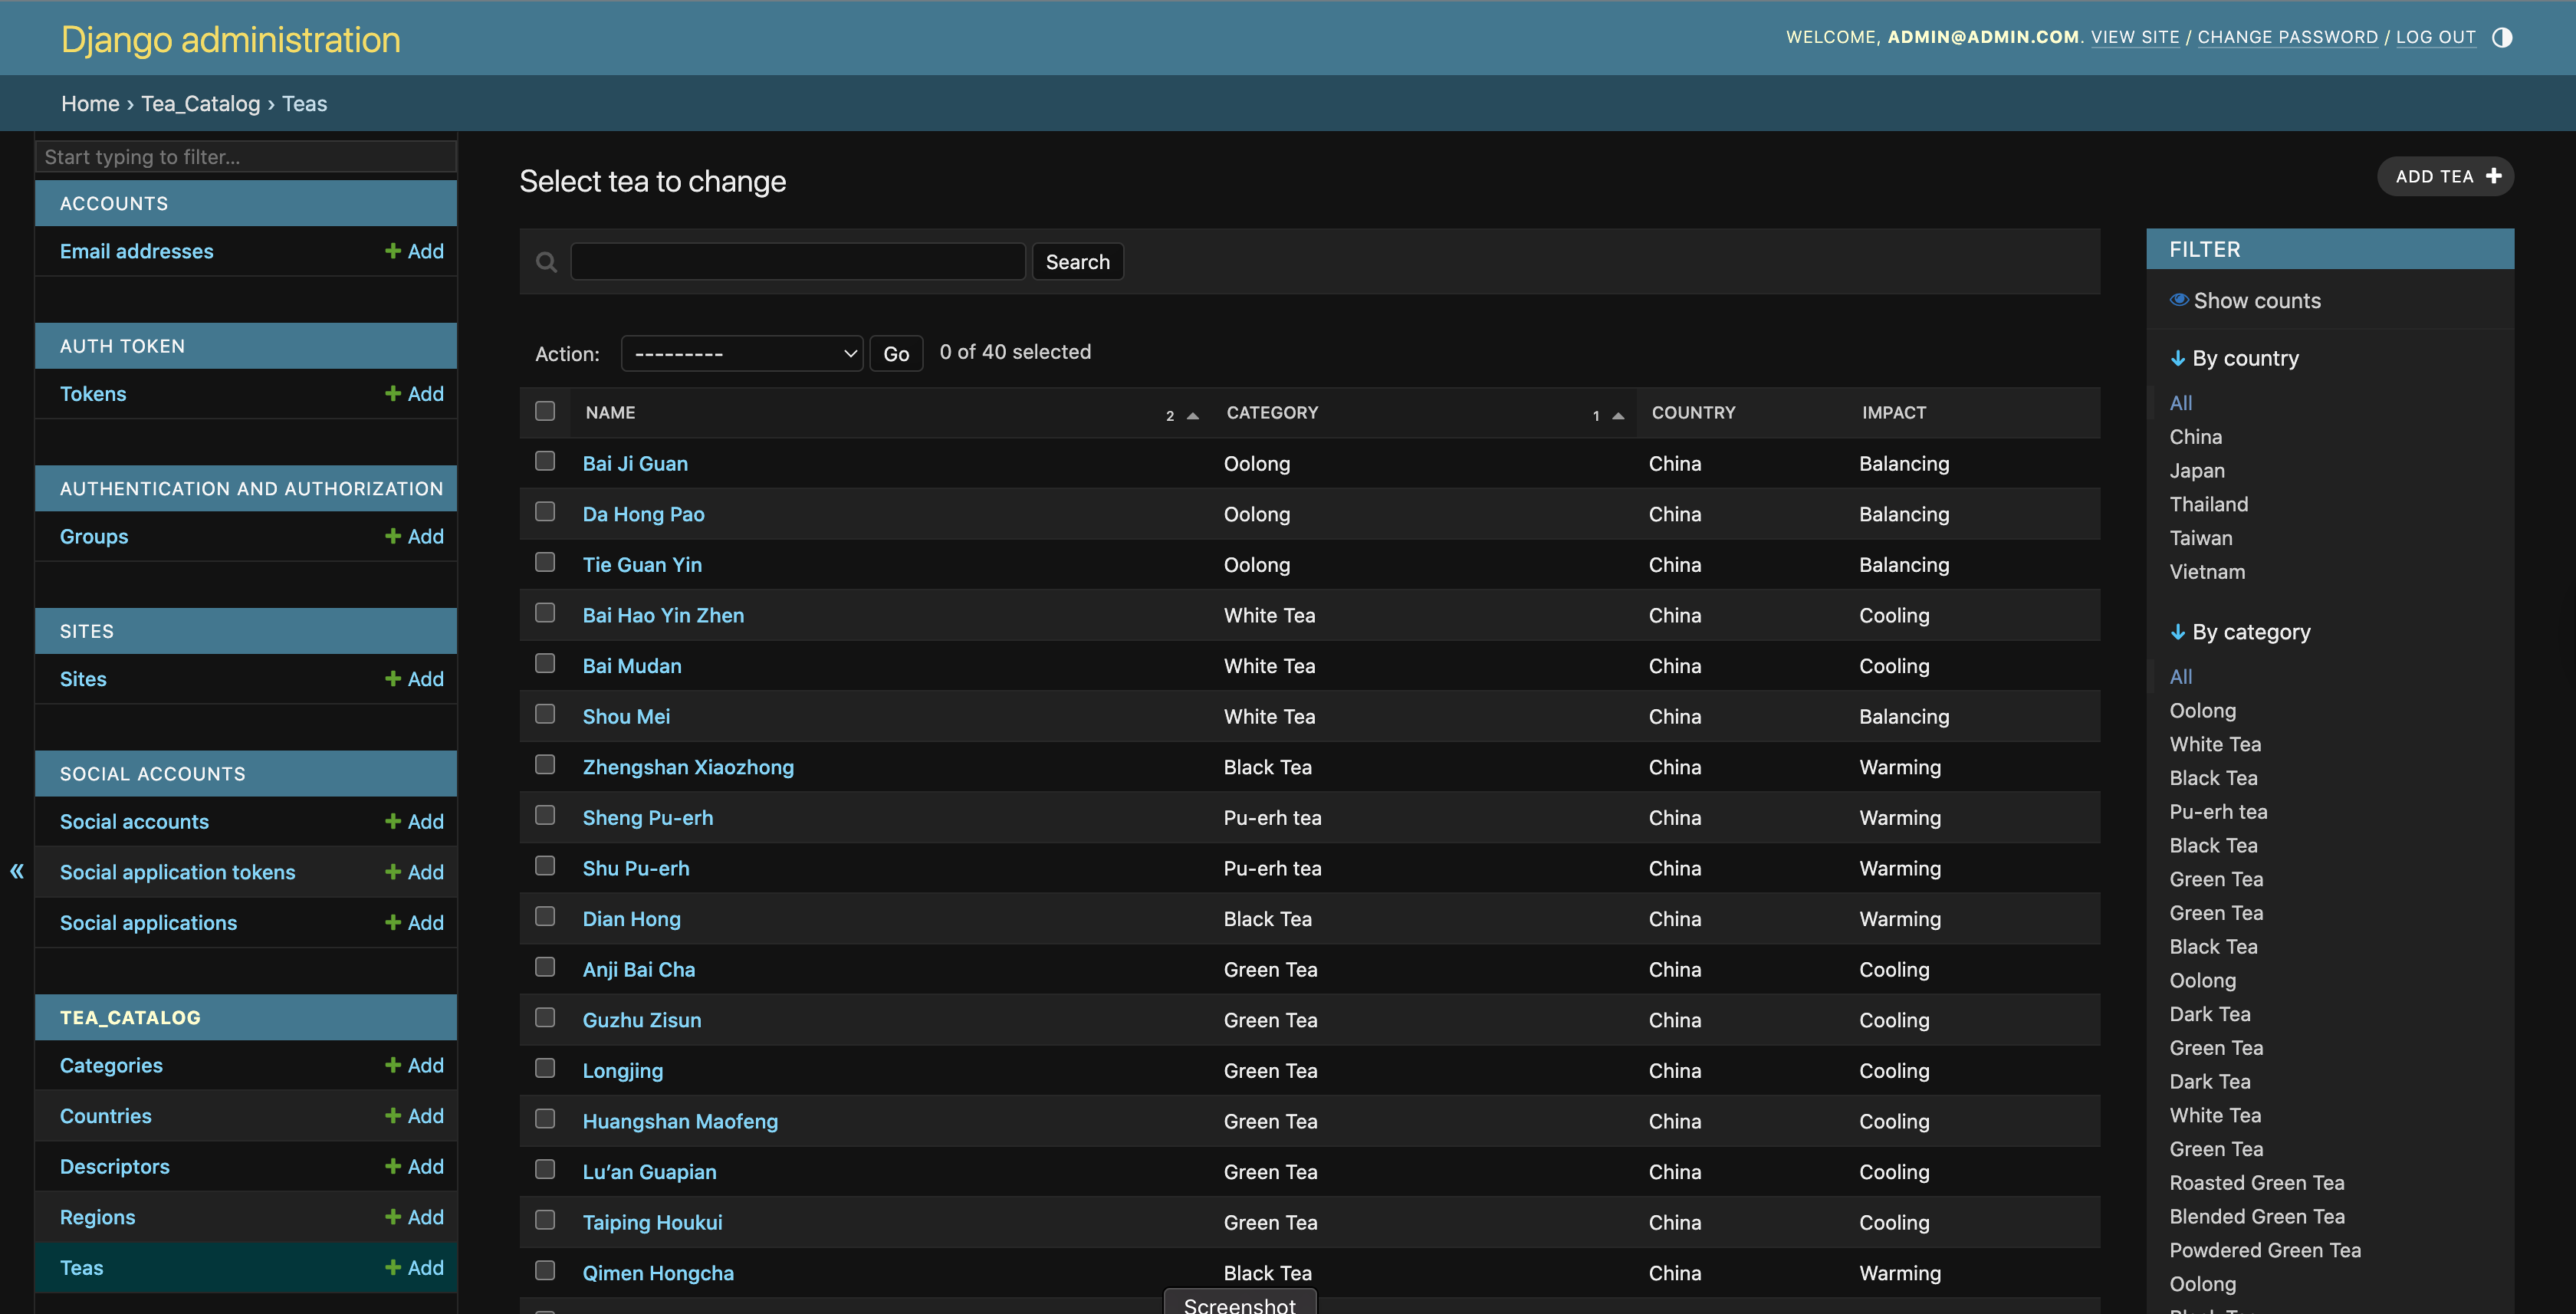 Django administration
WELCOME, ADMIN@ADMIN.COM. VIEW SITE / CHANGE PASSWORD / LOG OUT
Home › Tea_Catalog › Teas
Start typing to filter...
ACCOUNTS
Email addresses Add
AUTH TOKEN
Tokens Add
AUTHENTICATION AND AUTHORIZATION
Groups Add
SITES
Sites Add
SOCIAL ACCOUNTS
Social accounts Add
Social application tokens Add
Social applications Add
TEA_CATALOG
Categories Add
Countries Add
Descriptors Add
Regions Add
Teas Add
«
Select tea to change
ADD TEA
Search
Action: --------- Go 0 of 40 selected
NAME 2 CATEGORY 1 COUNTRY IMPACT
Bai Ji Guan Oolong China Balancing
Da Hong Pao Oolong China Balancing
Tie Guan Yin Oolong China Balancing
Bai Hao Yin Zhen White Tea China Cooling
Bai Mudan White Tea China Cooling
Shou Mei White Tea China Balancing
Zhengshan Xiaozhong Black Tea China Warming
Sheng Pu-erh Pu-erh tea China Warming
Shu Pu-erh Pu-erh tea China Warming
Dian Hong Black Tea China Warming
Anji Bai Cha Green Tea China Cooling
Guzhu Zisun Green Tea China Cooling
Longjing Green Tea China Cooling
Huangshan Maofeng Green Tea China Cooling
Lu’an Guapian Green Tea China Cooling
Taiping Houkui Green Tea China Cooling
Qimen Hongcha Black Tea China Warming
Screenshot
FILTER
Show counts
By country
All
China
Japan
Thailand
Taiwan
Vietnam
By category
All
Oolong
White Tea
Black Tea
Pu-erh tea
Black Tea
Green Tea
Green Tea
Black Tea
Oolong
Dark Tea
Green Tea
Dark Tea
White Tea
Green Tea
Roasted Green Tea
Blended Green Tea
Powdered Green Tea
Oolong